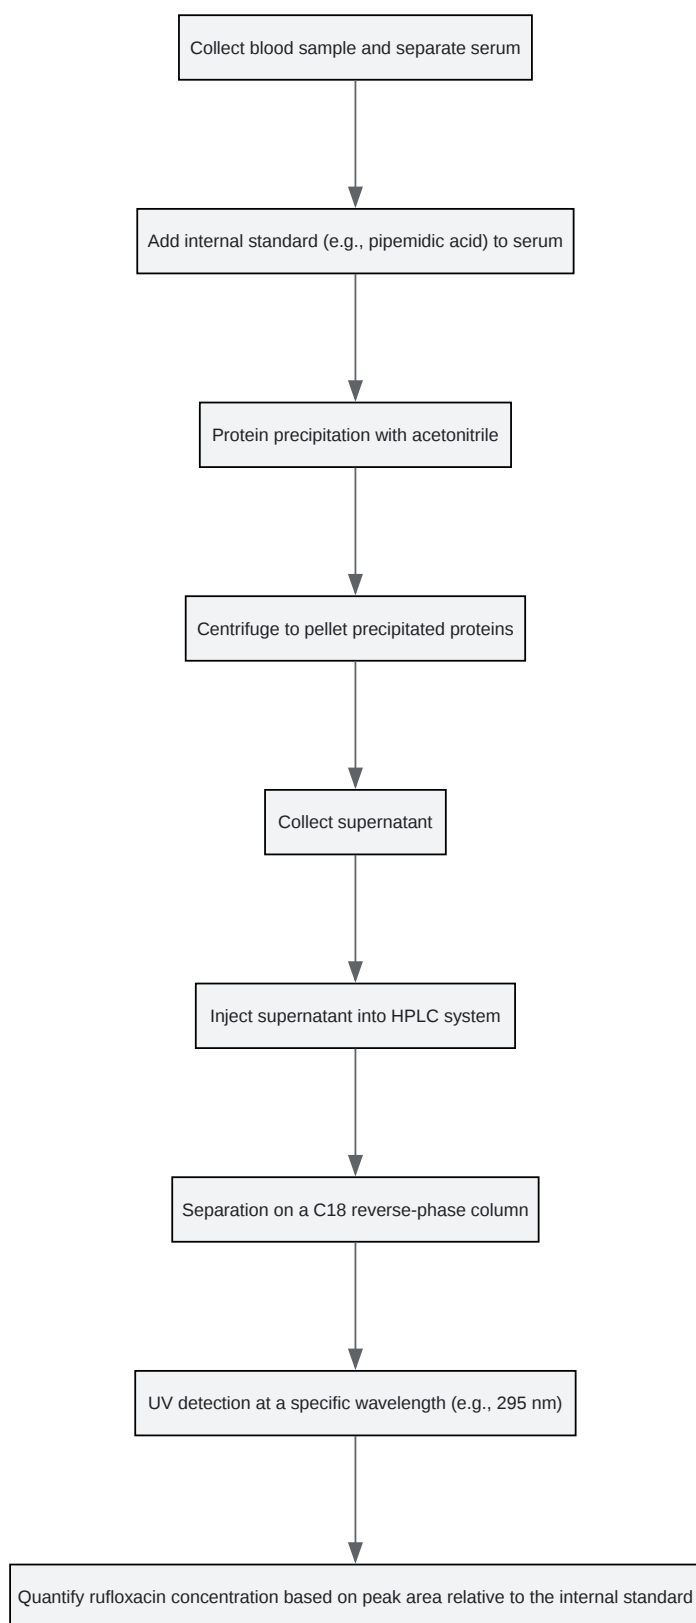 Collect blood sample and separate serum
Add internal standard (e.g., pipemidic acid) to serum
Protein precipitation with acetonitrile
Centrifuge to pellet precipitated proteins
Collect supernatant
Inject supernatant into HPLC system
Separation on a C18 reverse-phase column
UV detection at a specific wavelength (e.g., 295 nm)
Quantify rufloxacin concentration based on peak area relative to the internal standard